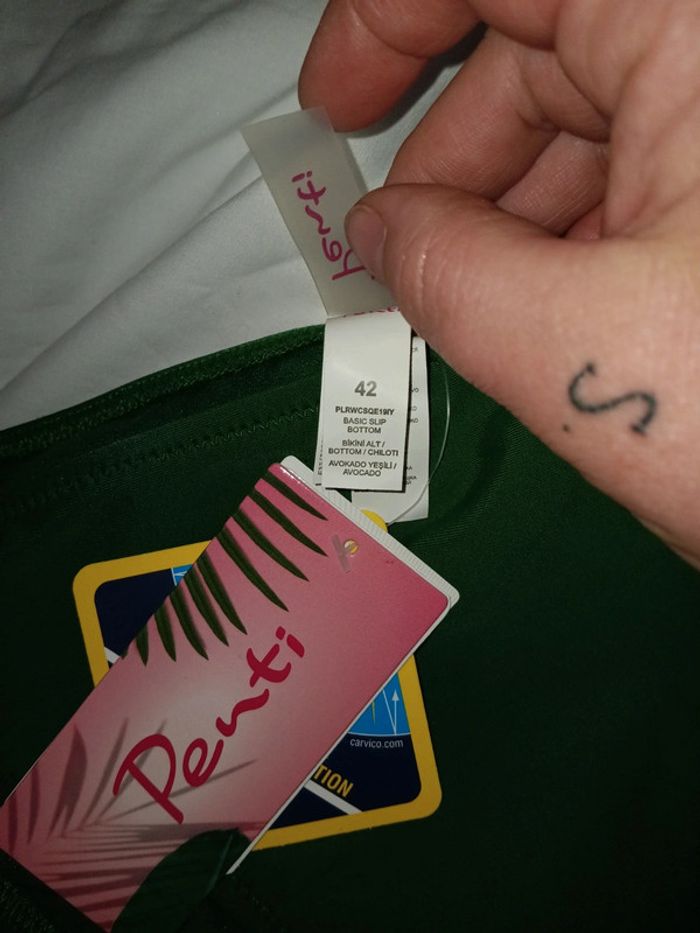 Penti
42
PLRWCSQE19IY
BASIC SLIP
BOTTOM
BİKİNİ ALT /
BOTTOM / CHILOTI
AVOKADO YEŞİLİ /
AVOCADO
Penti
carvico.com
TION
S